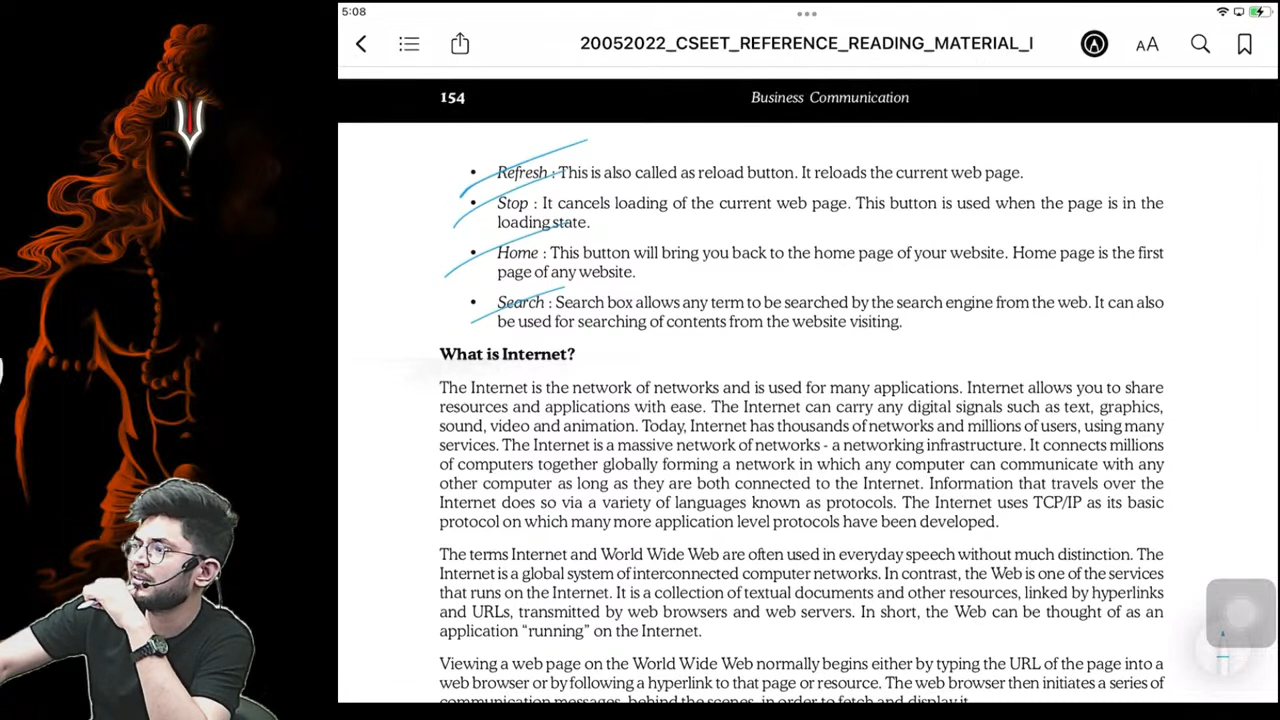 5:08
20052022_CSEET_REFERENCE_READING_MATERIAL_I
AA
154
Business Communication
• Refresh : This is also called as reload button. It reloads the current web page.
• Stop : It cancels loading of the current web page. This button is used when the page is in the
loading state.
• Home : This button will bring you back to the home page of your website. Home page is the first
page of any website.
• Search : Search box allows any term to be searched by the search engine from the web. It can also
be used for searching of contents from the website visiting.
What is Internet?
The Internet is the network of networks and is used for many applications. Internet allows you to share
resources and applications with ease. The Internet can carry any digital signals such as text, graphics,
sound, video and animation. Today, Internet has thousands of networks and millions of users, using many
services. The Internet is a massive network of networks - a networking infrastructure. It connects millions
of computers together globally forming a network in which any computer can communicate with any
other computer as long as they are both connected to the Internet. Information that travels over the
Internet does so via a variety of languages known as protocols. The Internet uses TCP/IP as its basic
protocol on which many more application level protocols have been developed.
The terms Internet and World Wide Web are often used in everyday speech without much distinction. The
Internet is a global system of interconnected computer networks. In contrast, the Web is one of the services
that runs on the Internet. It is a collection of textual documents and other resources, linked by hyperlinks
and URLs, transmitted by web browsers and web servers. In short, the Web can be thought of as an
application “running” on the Internet.
Viewing a web page on the World Wide Web normally begins either by typing the URL of the page into a
web browser or by following a hyperlink to that page or resource. The web browser then initiates a series of
communication messages, behind the scenes, in order to fetch and display it.